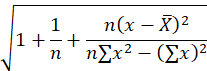 √(1 + 1/n + n(x − X̄)²/(n∑x² − (∑x)²))